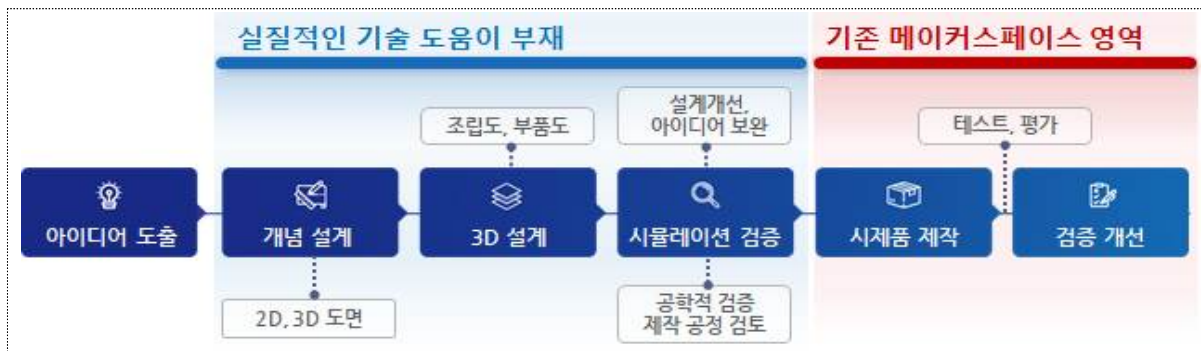 실질적인 기술 도움이 부재
기존 메이커스페이스 영역
조립도, 부품도
설계개선,
아이디어 보완
테스트, 평가
아이디어 도출
개념 설계
3D 설계
시뮬레이션 검증
시제품 제작
검증 개선
2D, 3D 도면
공학적 검증
제작 공정 검토